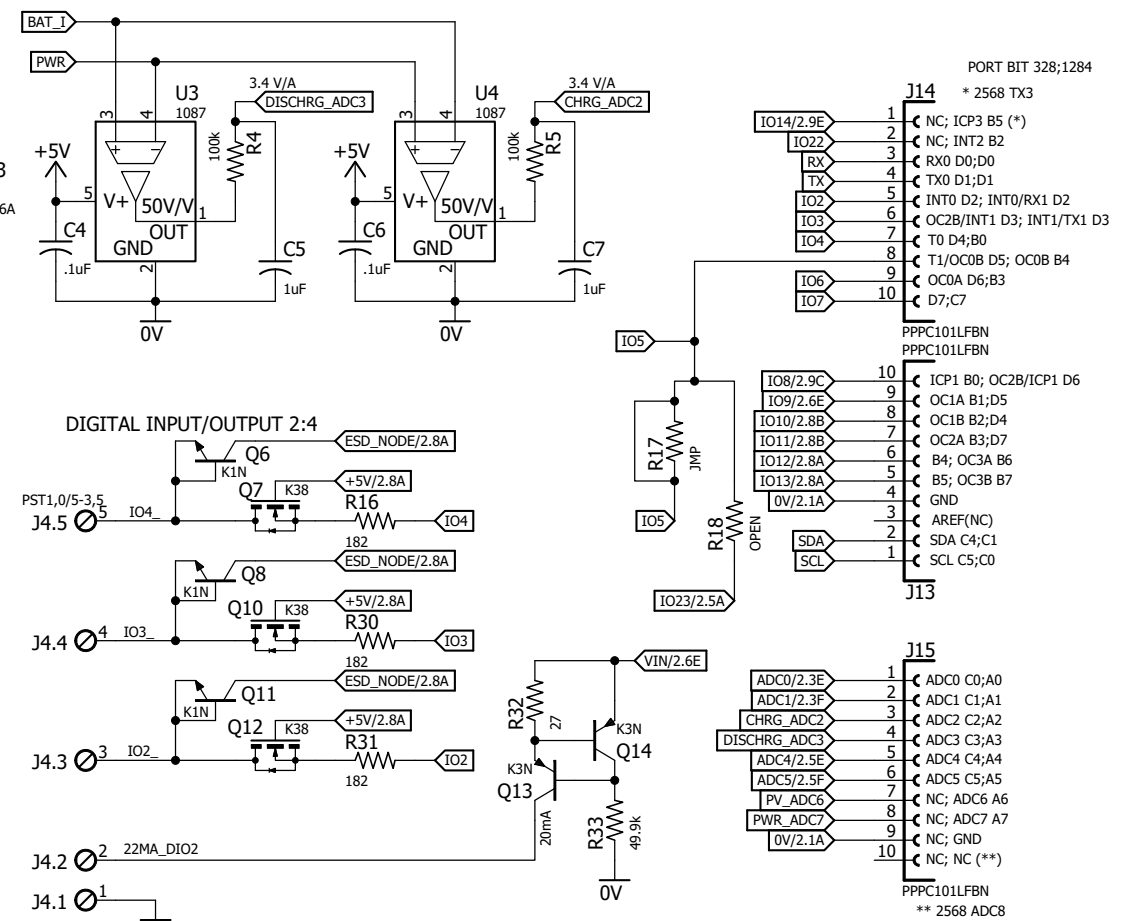 BAT_I
PWR
U3
1087
3.4 V/A
DISCHRG_ADC3
3
4
100k
R4
+5V
5
V+
50V/V
1
OUT
GND
2
C4
.1uF
C5
1uF
0V
3
6A
U4
1087
3.4 V/A
CHRG_ADC2
3
4
100k
R5
+5V
5
V+
50V/V
1
OUT
GND
2
C6
.1uF
C7
1uF
0V
PORT BIT 328;1284
J14
* 2568 TX3
IO14/2.9E 1 NC; ICP3 B5 (*)
IO22 2 NC; INT2 B2
RX 3 RX0 D0;D0
TX 4 TX0 D1;D1
IO2 5 INT0 D2; INT0/RX1 D2
IO3 6 OC2B/INT1 D3; INT1/TX1 D3
IO4 7 T0 D4;B0
8 T1/OC0B D5; OC0B B4
IO6 9 OC0A D6;B3
IO7 10 D7;C7
PPPC101LFBN
PPPC101LFBN
IO8/2.9C 10 ICP1 B0; OC2B/ICP1 D6
IO9/2.6E 9 OC1A B1;D5
IO10/2.8B 8 OC1B B2;D4
IO11/2.8B 7 OC2A B3;D7
IO12/2.8A 6 B4; OC3A B6
IO13/2.8A 5 B5; OC3B B7
0V/2.1A 4 GND
3 AREF(NC)
SDA 2 SDA C4;C1
SCL 1 SCL C5;C0
J13
IO5
R17
JMP
IO5
R18
OPEN
IO23/2.5A
DIGITAL INPUT/OUTPUT 2:4
Q6
K1N
ESD_NODE/2.8A
Q7
K38
+5V/2.8A
PST1,0/5-3,5
J4.5
5
IO4_
R16
182
IO4
Q8
K1N
ESD_NODE/2.8A
Q10
K38
+5V/2.8A
J4.4
4
IO3_
R30
182
IO3
Q11
K1N
ESD_NODE/2.8A
Q12
K38
+5V/2.8A
J4.3
3
IO2_
R31
182
IO2
VIN/2.6E
R32
27
K3N
Q14
K3N
Q13
20mA
R33
49.9k
0V
J4.2
2
22MA_DIO2
J4.1
1
J15
ADC0/2.3E 1 ADC0 C0;A0
ADC1/2.3F 2 ADC1 C1;A1
CHRG_ADC2 3 ADC2 C2;A2
DISCHRG_ADC3 4 ADC3 C3;A3
ADC4/2.5E 5 ADC4 C4;A4
ADC5/2.5F 6 ADC5 C5;A5
PV_ADC6 7 NC; ADC6 A6
PWR_ADC7 8 NC; ADC7 A7
0V/2.1A 9 NC; GND
10 NC; NC (**)
PPPC101LFBN
** 2568 ADC8